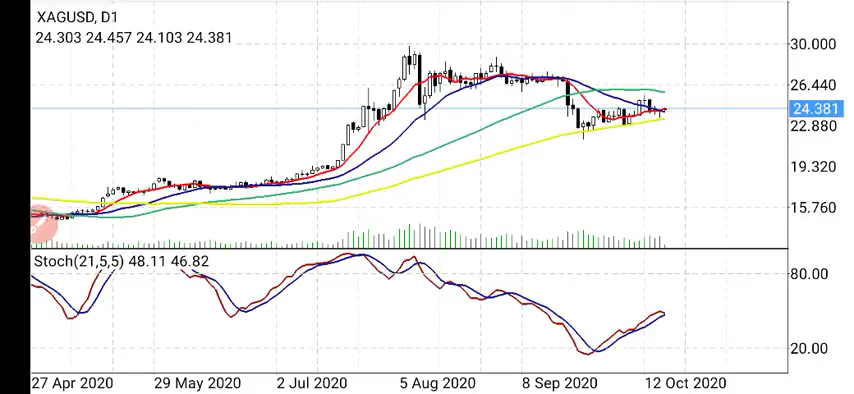 XAGUSD, D1
24.303 24.457 24.103 24.381
30.000
26.440
24.381
22.880
19.320
15.760
Stoch(21,5,5) 48.11 46.82
80.00
20.00
27 Apr 2020 29 May 2020 2 Jul 2020 5 Aug 2020 8 Sep 2020 12 Oct 2020